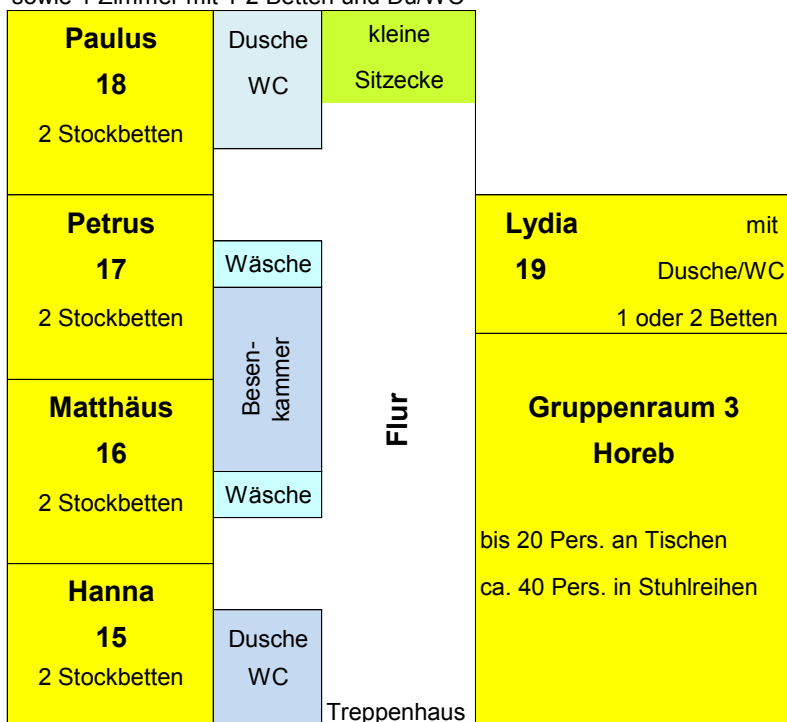 sowie 1 Zimmer mit 1-2 Betten und Du/WC
Paulus
18
2 Stockbetten
Dusche
WC
kleine
Sitzecke
Petrus
17
2 Stockbetten
Wäsche
Besen-
kammer
Matthäus
16
2 Stockbetten
Wäsche
Hanna
15
2 Stockbetten
Dusche
WC
Flur
Treppenhaus
Lydia mit
19 Dusche/WC
1 oder 2 Betten
Gruppenraum 3
Horeb
bis 20 Pers. an Tischen
ca. 40 Pers. in Stuhlreihen